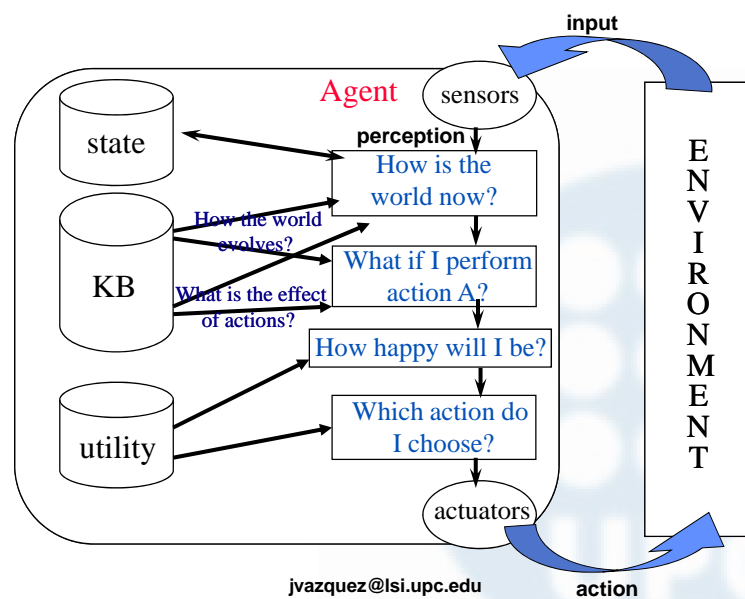 input
Agent
sensors
state
perception
How is the
world now?
How the world
evolves?
KB
What if I perform
action A?
What is the effect
of actions?
How happy will I be?
utility
Which action do
I choose?
actuators
ENVIRONMENT
jvazquez@lsi.upc.edu
action